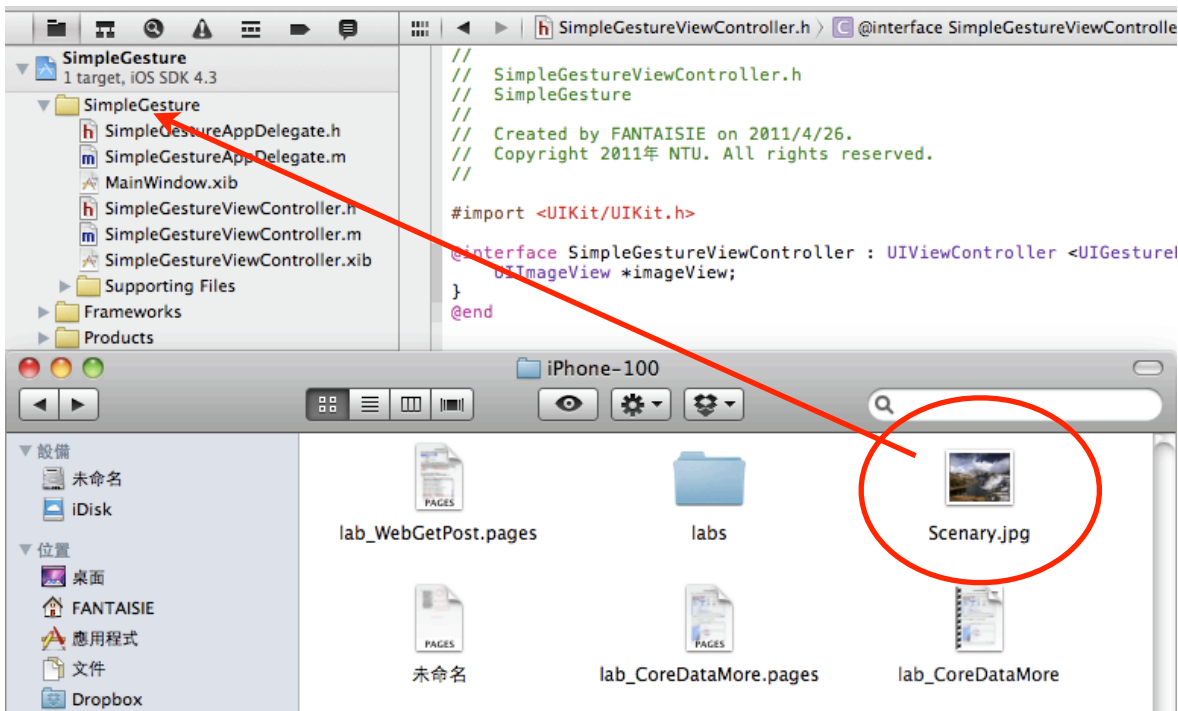 SimpleGestureViewController.h
@interface SimpleGestureViewControlle
SimpleGesture
1 target, iOS SDK 4.3
SimpleGesture
SimpleGestureAppDelegate.h
SimpleGestureAppDelegate.m
MainWindow.xib
SimpleGestureViewController.h
SimpleGestureViewController.m
SimpleGestureViewController.xib
Supporting Files
Frameworks
Products
//
//  SimpleGestureViewController.h
//  SimpleGesture
//
//  Created by FANTAISIE on 2011/4/26.
//  Copyright 2011年 NTU. All rights reserved.
//
#import <UIKit/UIKit.h>
@interface SimpleGestureViewController : UIViewController <UIGesture
UIImageView *imageView;
}
@end
iPhone-100
設備
未命名
iDisk
位置
桌面
FANTAISIE
應用程式
文件
Dropbox
PAGES
lab_WebGetPost.pages
labs
Scenary.jpg
PAGES
未命名
PAGES
lab_CoreDataMore.pages
lab_CoreDataMore